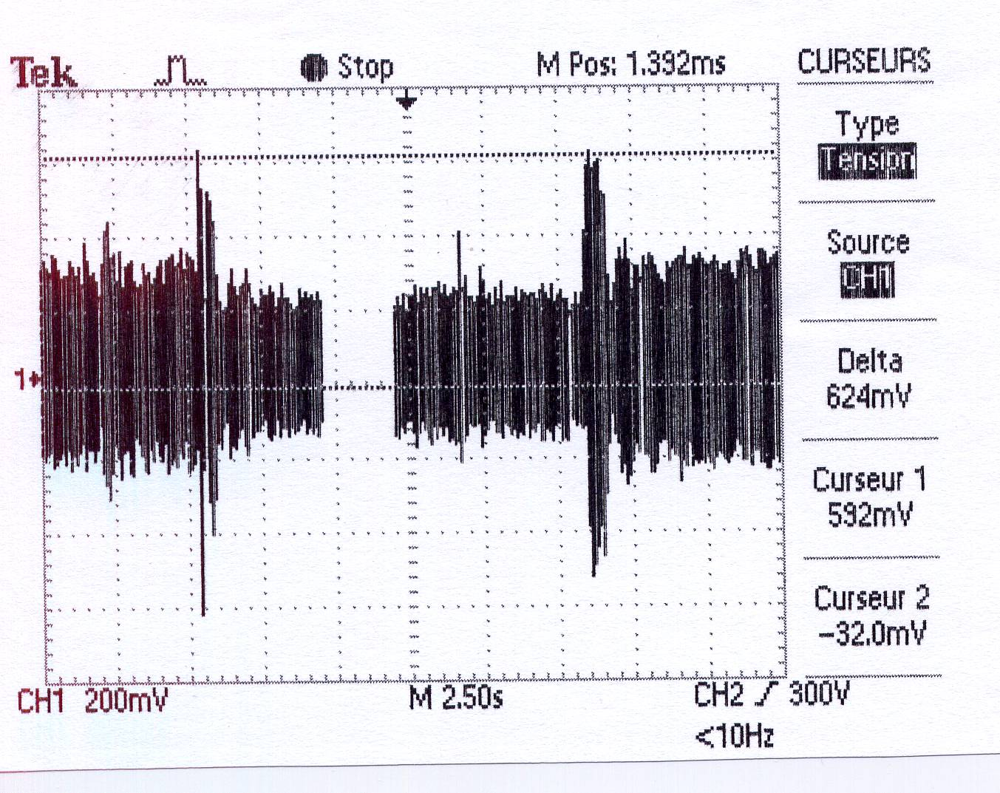 Tek Stop M Pos: 1.392ms CURSEURS
Type
Tension
Source
CH1
1
Delta
624mV
Curseur 1
592mV
Curseur 2
-32.0mV
CH1 200mV M 2.50s CH2 300V
<10Hz